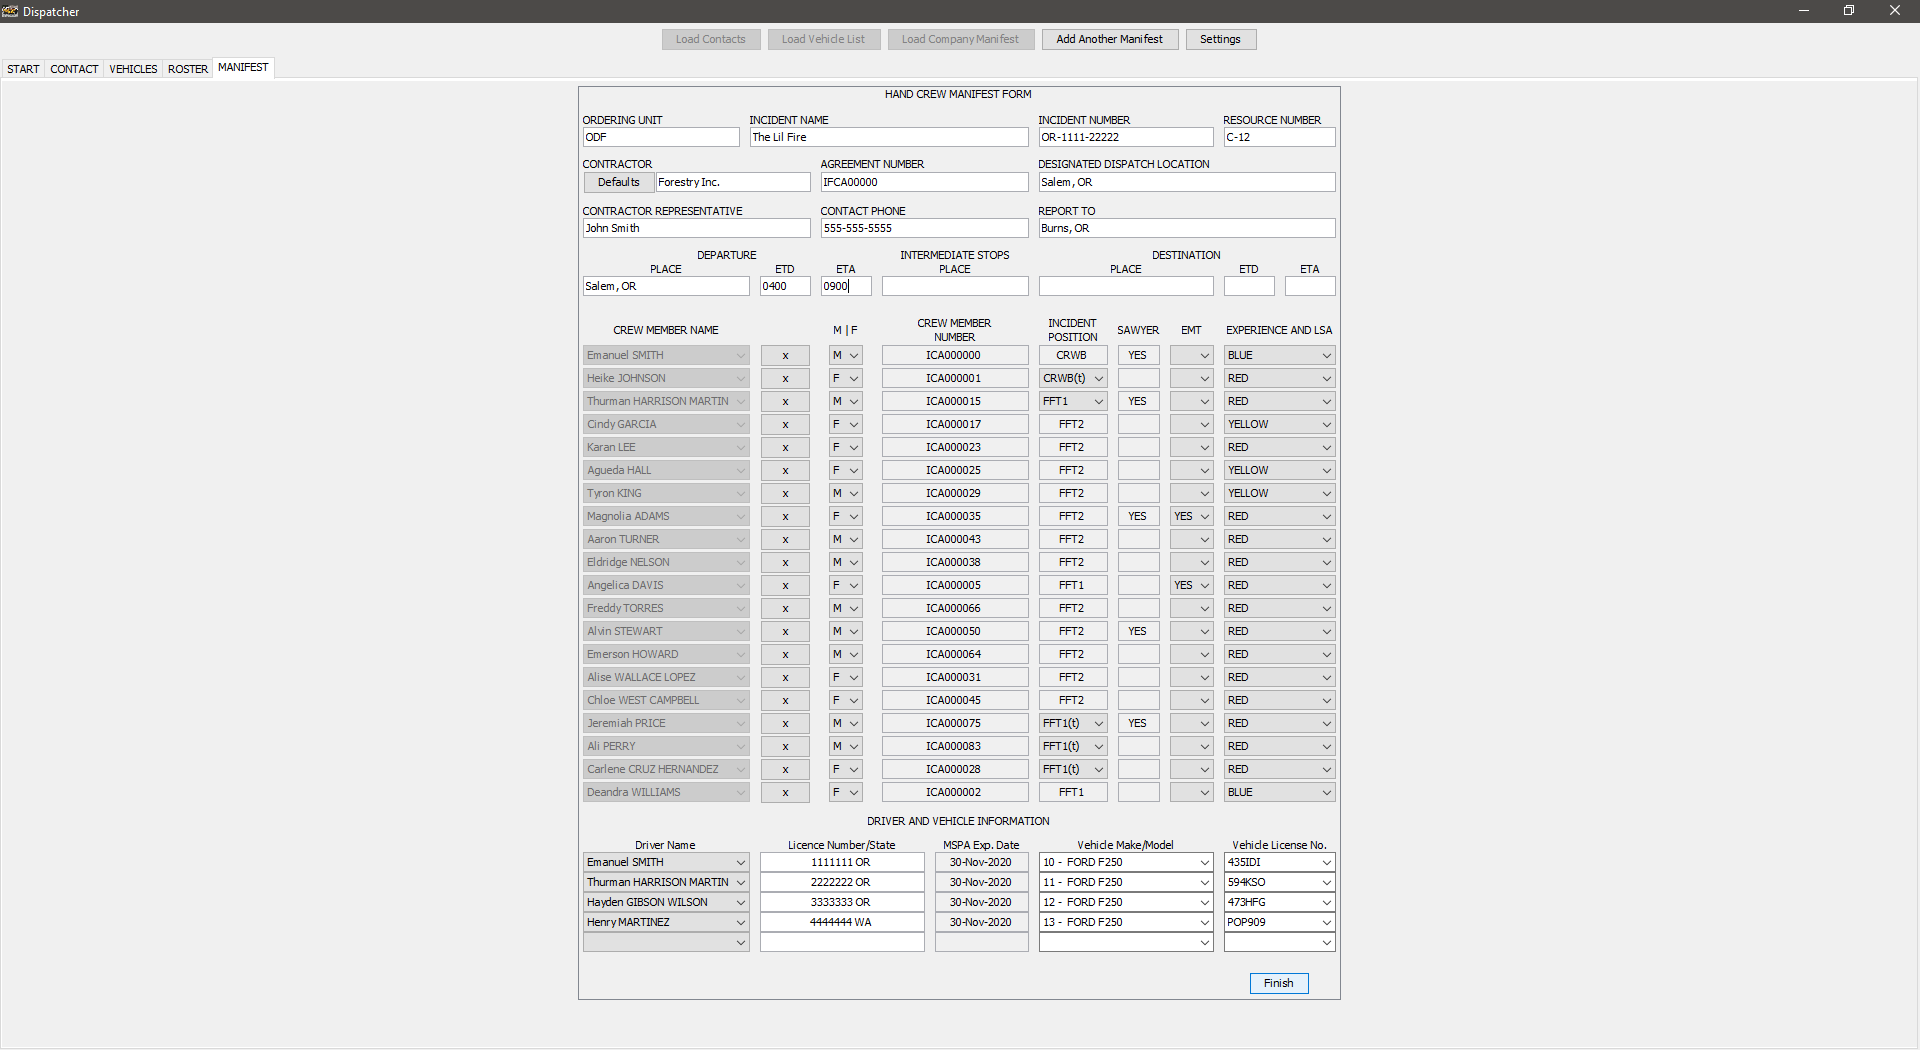 Dispatcher
Load Contacts Load Vehicle List Load Company Manifest Add Another Manifest Settings
START CONTACT VEHICLES ROSTER MANIFEST
HAND CREW MANIFEST FORM
ORDERING UNIT INCIDENT NAME INCIDENT NUMBER RESOURCE NUMBER
ODF The Lil Fire OR-1111-22222 C-12
CONTRACTOR AGREEMENT NUMBER DESIGNATED DISPATCH LOCATION
Defaults Forestry Inc. IFCA00000 Salem, OR
CONTRACTOR REPRESENTATIVE CONTACT PHONE REPORT TO
John Smith 555-555-5555 Burns, OR
DEPARTURE INTERMEDIATE STOPS DESTINATION
PLACE ETD ETA PLACE PLACE ETD ETA
Salem, OR 0400 0900
CREW MEMBER NAME M | F CREW MEMBER NUMBER INCIDENT POSITION SAWYER EMT EXPERIENCE AND LSA
Emanuel SMITH x M ICA000000 CRWB YES BLUE
Heike JOHNSON x F ICA000001 CRWB(t) RED
Thurman HARRISON MARTIN x M ICA000015 FFT1 YES RED
Cindy GARCIA x F ICA000017 FFT2 YELLOW
Karan LEE x F ICA000023 FFT2 RED
Agueda HALL x F ICA000025 FFT2 YELLOW
Tyron KING x M ICA000029 FFT2 YELLOW
Magnolia ADAMS x F ICA000035 FFT2 YES YES RED
Aaron TURNER x M ICA000043 FFT2 RED
Eldridge NELSON x M ICA000038 FFT2 RED
Angelica DAVIS x F ICA000005 FFT1 YES RED
Freddy TORRES x M ICA000066 FFT2 RED
Alvin STEWART x M ICA000050 FFT2 YES RED
Emerson HOWARD x M ICA000064 FFT2 RED
Alise WALLACE LOPEZ x F ICA000031 FFT2 RED
Chloe WEST CAMPBELL x F ICA000045 FFT2 RED
Jeremiah PRICE x M ICA000075 FFT1(t) YES RED
Ali PERRY x M ICA000083 FFT1(t) RED
Carlene CRUZ HERNANDEZ x F ICA000028 FFT1(t) RED
Deandra WILLIAMS x F ICA000002 FFT1 BLUE
DRIVER AND VEHICLE INFORMATION
Driver Name Licence Number/State MSPA Exp. Date Vehicle Make/Model Vehicle License No.
Emanuel SMITH 1111111 OR 30-Nov-2020 10 - FORD F250 435IDI
Thurman HARRISON MARTIN 2222222 OR 30-Nov-2020 11 - FORD F250 594KSO
Hayden GIBSON WILSON 3333333 OR 30-Nov-2020 12 - FORD F250 473HFG
Henry MARTINEZ 4444444 WA 30-Nov-2020 13 - FORD F250 POP909
Finish